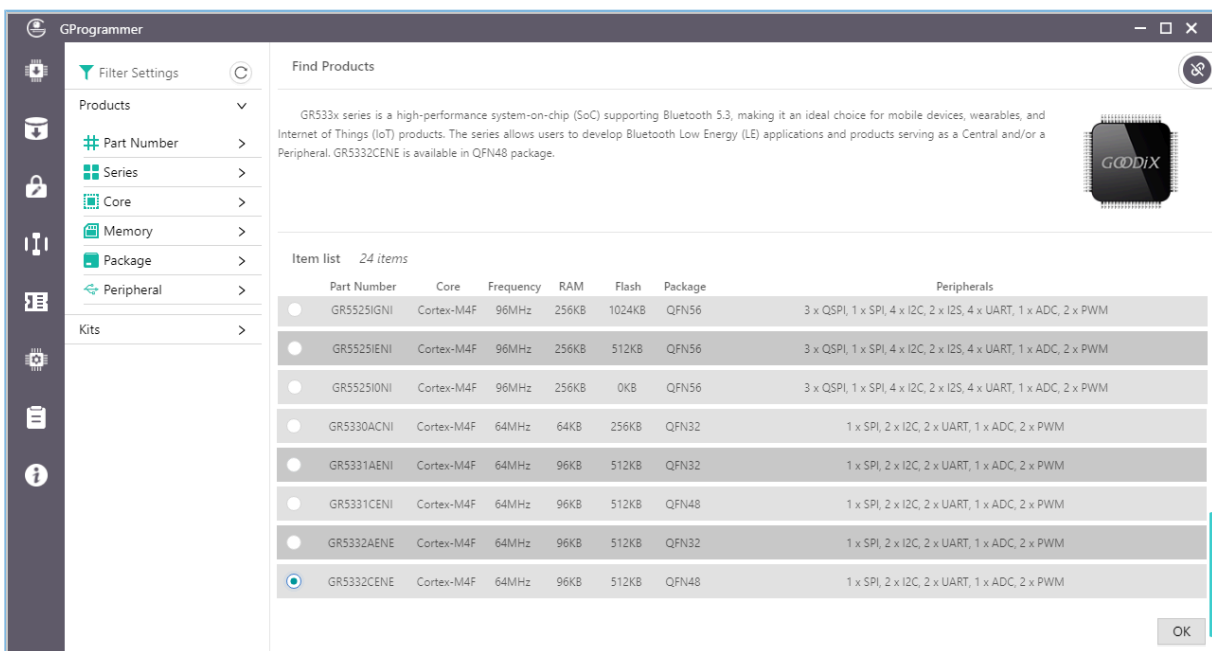 GProgrammer
Filter Settings
Products
Part Number
Series
Core
Memory
Package
Peripheral
Kits
Find Products
GR533x series is a high-performance system-on-chip (SoC) supporting Bluetooth 5.3, making it an ideal choice for mobile devices, wearables, and
Internet of Things (IoT) products. The series allows users to develop Bluetooth Low Energy (LE) applications and products serving as a Central and/or a
Peripheral. GR5332CENE is available in QFN48 package.
GOODiX
Item list 24 items
Part Number Core Frequency RAM Flash Package Peripherals
GR5525IGNI Cortex-M4F 96MHz 256KB 1024KB QFN56 3 x QSPI, 1 x SPI, 4 x I2C, 2 x I2S, 4 x UART, 1 x ADC, 2 x PWM
GR5525IENI Cortex-M4F 96MHz 256KB 512KB QFN56 3 x QSPI, 1 x SPI, 4 x I2C, 2 x I2S, 4 x UART, 1 x ADC, 2 x PWM
GR5525I0NI Cortex-M4F 96MHz 256KB 0KB QFN56 3 x QSPI, 1 x SPI, 4 x I2C, 2 x I2S, 4 x UART, 1 x ADC, 2 x PWM
GR5330ACNI Cortex-M4F 64MHz 64KB 256KB QFN32 1 x SPI, 2 x I2C, 2 x UART, 1 x ADC, 2 x PWM
GR5331AENI Cortex-M4F 64MHz 96KB 512KB QFN32 1 x SPI, 2 x I2C, 2 x UART, 1 x ADC, 2 x PWM
GR5331CENI Cortex-M4F 64MHz 96KB 512KB QFN48 1 x SPI, 2 x I2C, 2 x UART, 1 x ADC, 2 x PWM
GR5332AENE Cortex-M4F 64MHz 96KB 512KB QFN32 1 x SPI, 2 x I2C, 2 x UART, 1 x ADC, 2 x PWM
GR5332CENE Cortex-M4F 64MHz 96KB 512KB QFN48 1 x SPI, 2 x I2C, 2 x UART, 1 x ADC, 2 x PWM
OK